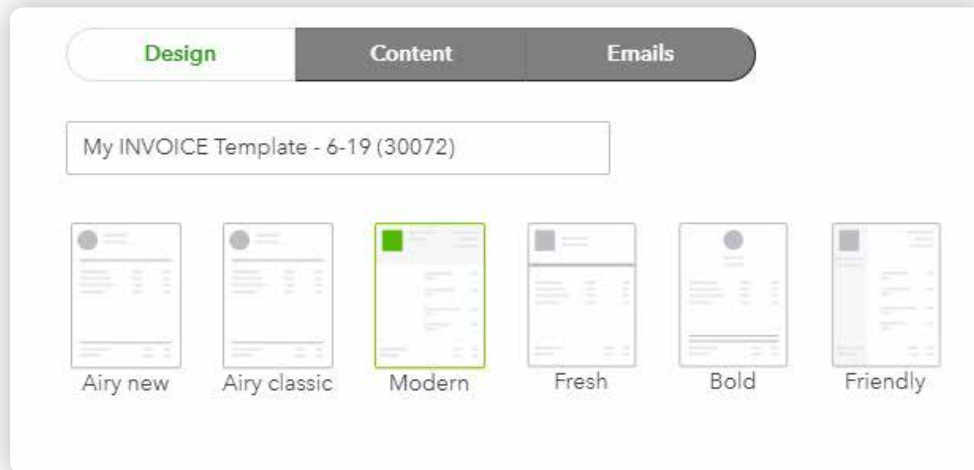 Design Content Emails
My INVOICE Template - 6-19 (30072)
Airy new Airy classic Modern Fresh Bold Friendly